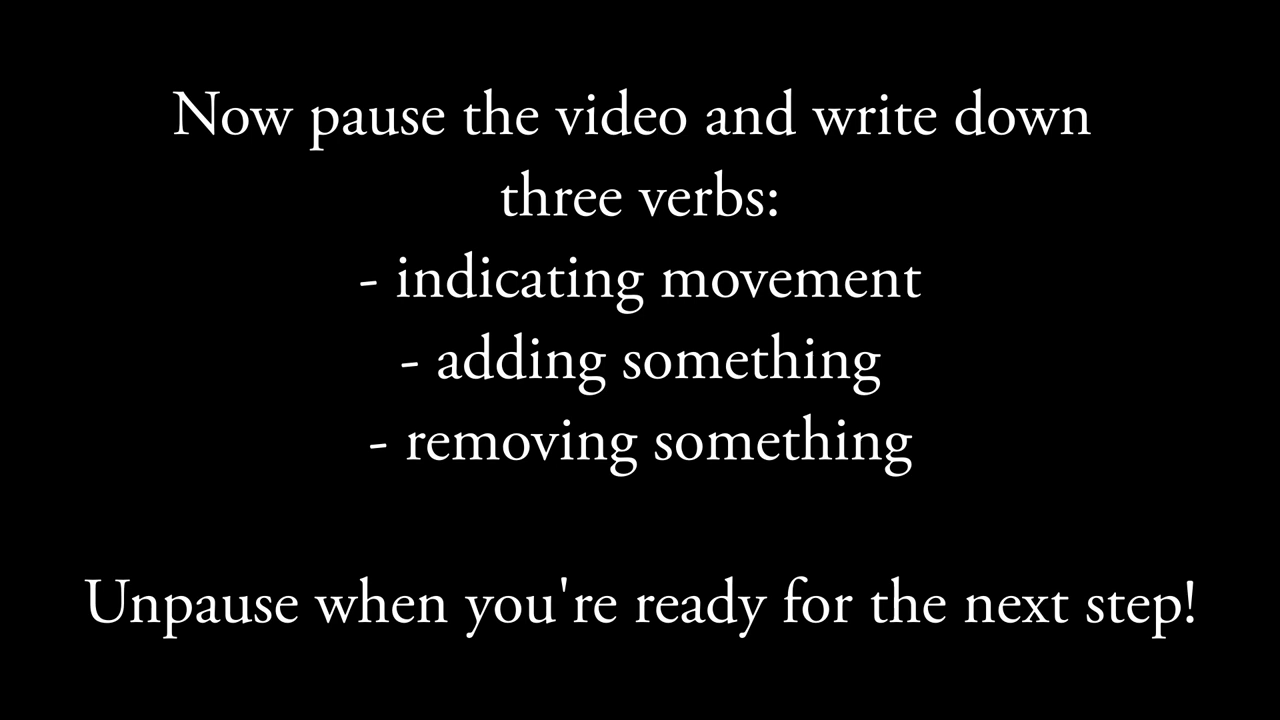 Now pause the video and write down
three verbs:
- indicating movement
- adding something
- removing something
Unpause when you're ready for the next step!